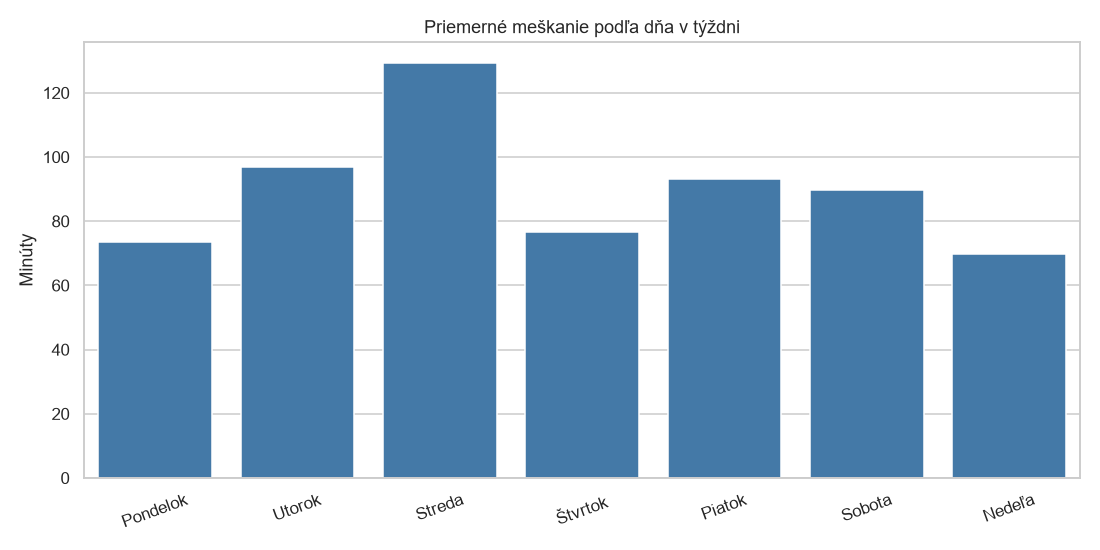 Priemerné meškanie podľa dňa v týždni
Minúty
120
100
80
60
40
20
0
Pondelok
Utorok
Streda
Štvrtok
Piatok
Sobota
Nedeľa